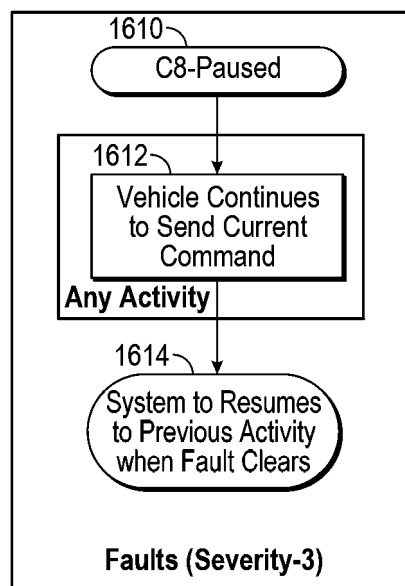 1610
C8-Paused
1612
Vehicle Continues
to Send Current
Command
Any Activity
1614
System to Resumes
to Previous Activity
when Fault Clears
Faults (Severity-3)